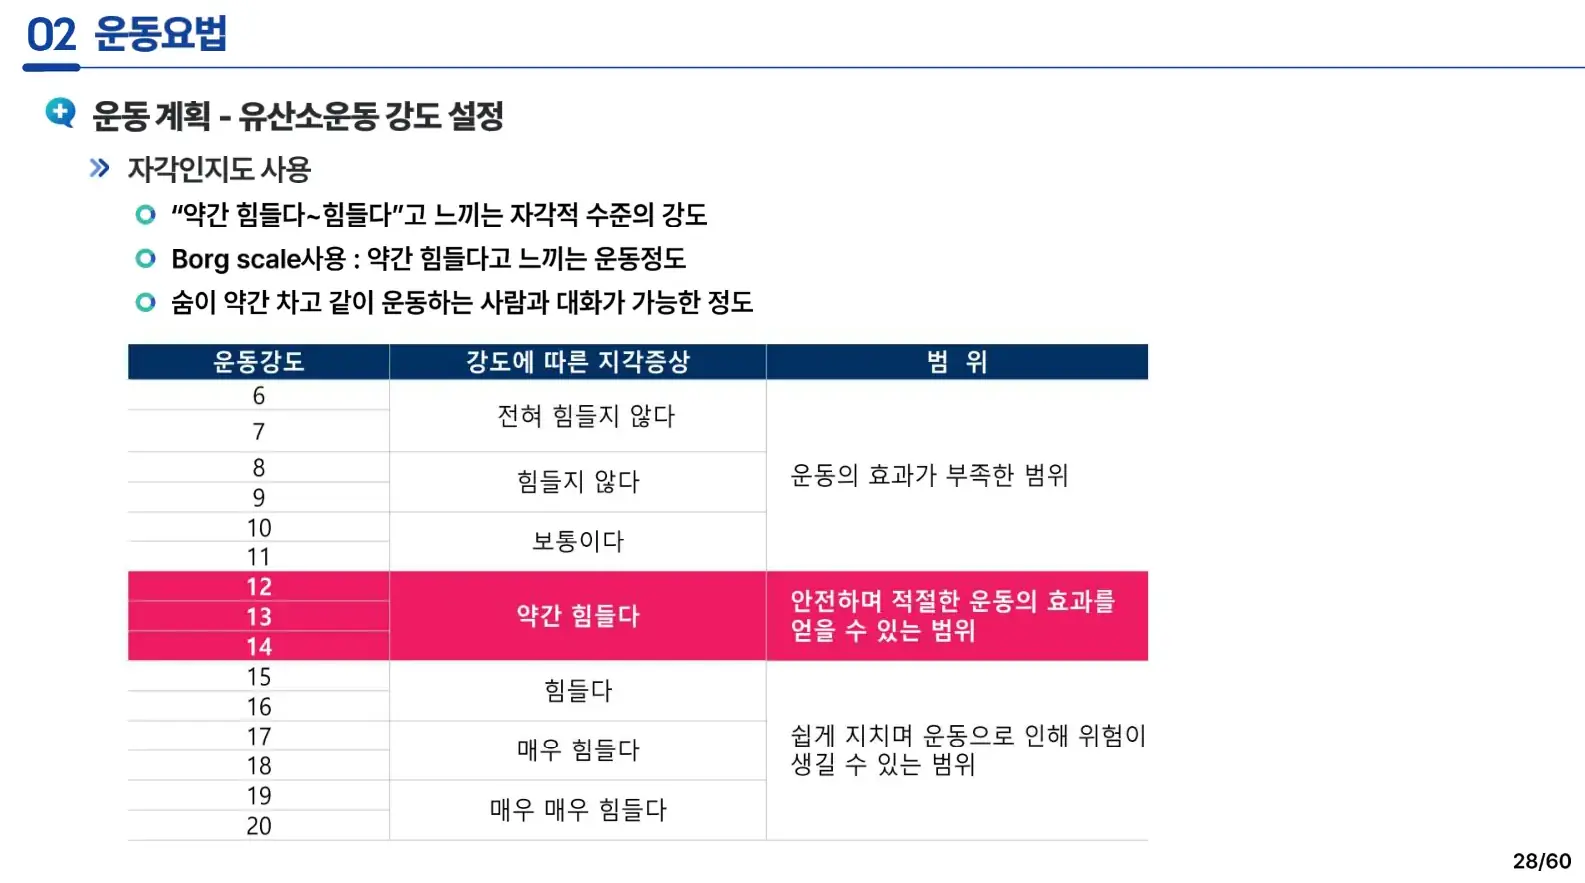 02 운동요법
운동 계획 - 유산소운동 강도 설정
자각인지도 사용
“약간 힘들다~힘들다”고 느끼는 자각적 수준의 강도
Borg scale사용 : 약간 힘들다고 느끼는 운동정도
숨이 약간 차고 같이 운동하는 사람과 대화가 가능한 정도
운동강도 강도에 따른 지각증상 범 위
6
7
전혀 힘들지 않다
8
9
힘들지 않다
10
11
보통이다
운동의 효과가 부족한 범위
12
13
14
약간 힘들다
안전하며 적절한 운동의 효과를
얻을 수 있는 범위
15
16
힘들다
17
18
매우 힘들다
19
20
매우 매우 힘들다
쉽게 지치며 운동으로 인해 위험이
생길 수 있는 범위
28/60